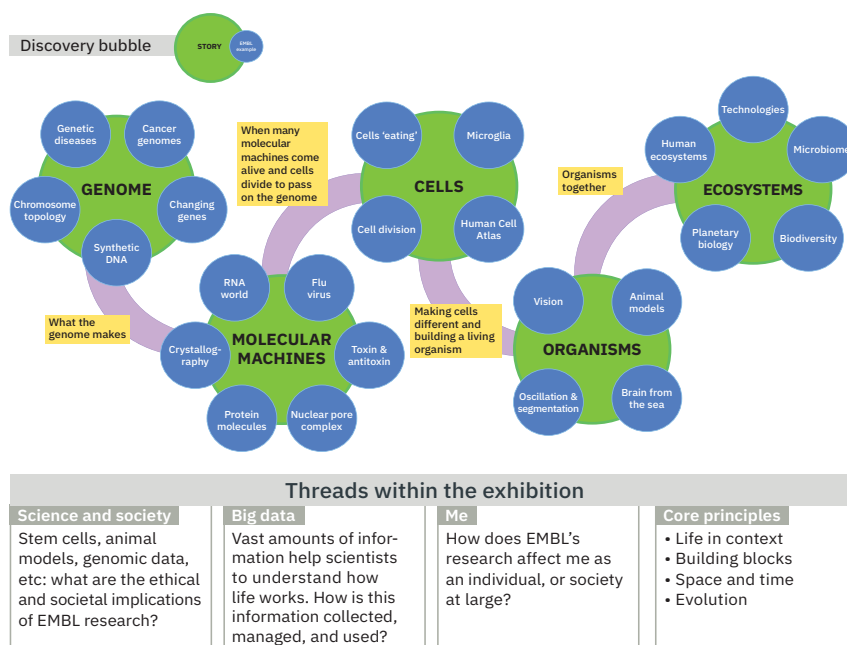 Discovery bubble
STORY
EMBL
example
Genetic
diseases
Cancer
genomes
GENOME
Chromosome
topology
Changing
genes
Synthetic
DNA
What the
genome makes
RNA
world
Flu
virus
MOLECULAR
MACHINES
Crystallog-
raphy
Toxin &
antitoxin
Protein
molecules
Nuclear pore
complex
When many
molecular
machines come
alive and cells
divide to pass
on the genome
Cells ‘eating’
Microglia
CELLS
Cell division
Human Cell
Atlas
Making cells
different and
building a living
organism
Vision
Animal
models
ORGANISMS
Oscillation &
segmentation
Brain from
the sea
Organisms
together
Technologies
Human
ecosystems
Microbiome
ECOSYSTEMS
Planetary
biology
Biodiversity
Threads within the exhibition
Science and society
Stem cells, animal
models, genomic data,
etc: what are the ethical
and societal implications
of EMBL research?
Big data
Vast amounts of infor-
mation help scientists
to understand how
life works. How is this
information collected,
managed, and used?
Me
How does EMBL’s
research affect me as
an individual, or society
at large?
Core principles
• Life in context
• Building blocks
• Space and time
• Evolution